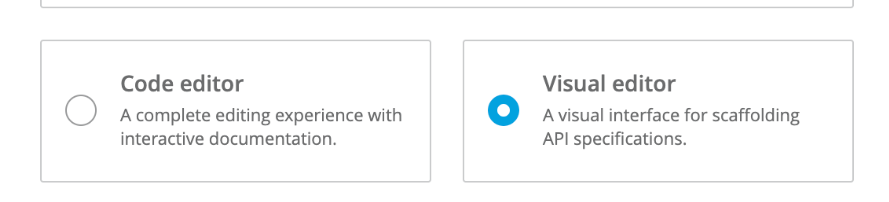 Code editor
A complete editing experience with
interactive documentation.
Visual editor
A visual interface for scaffolding
API specifications.